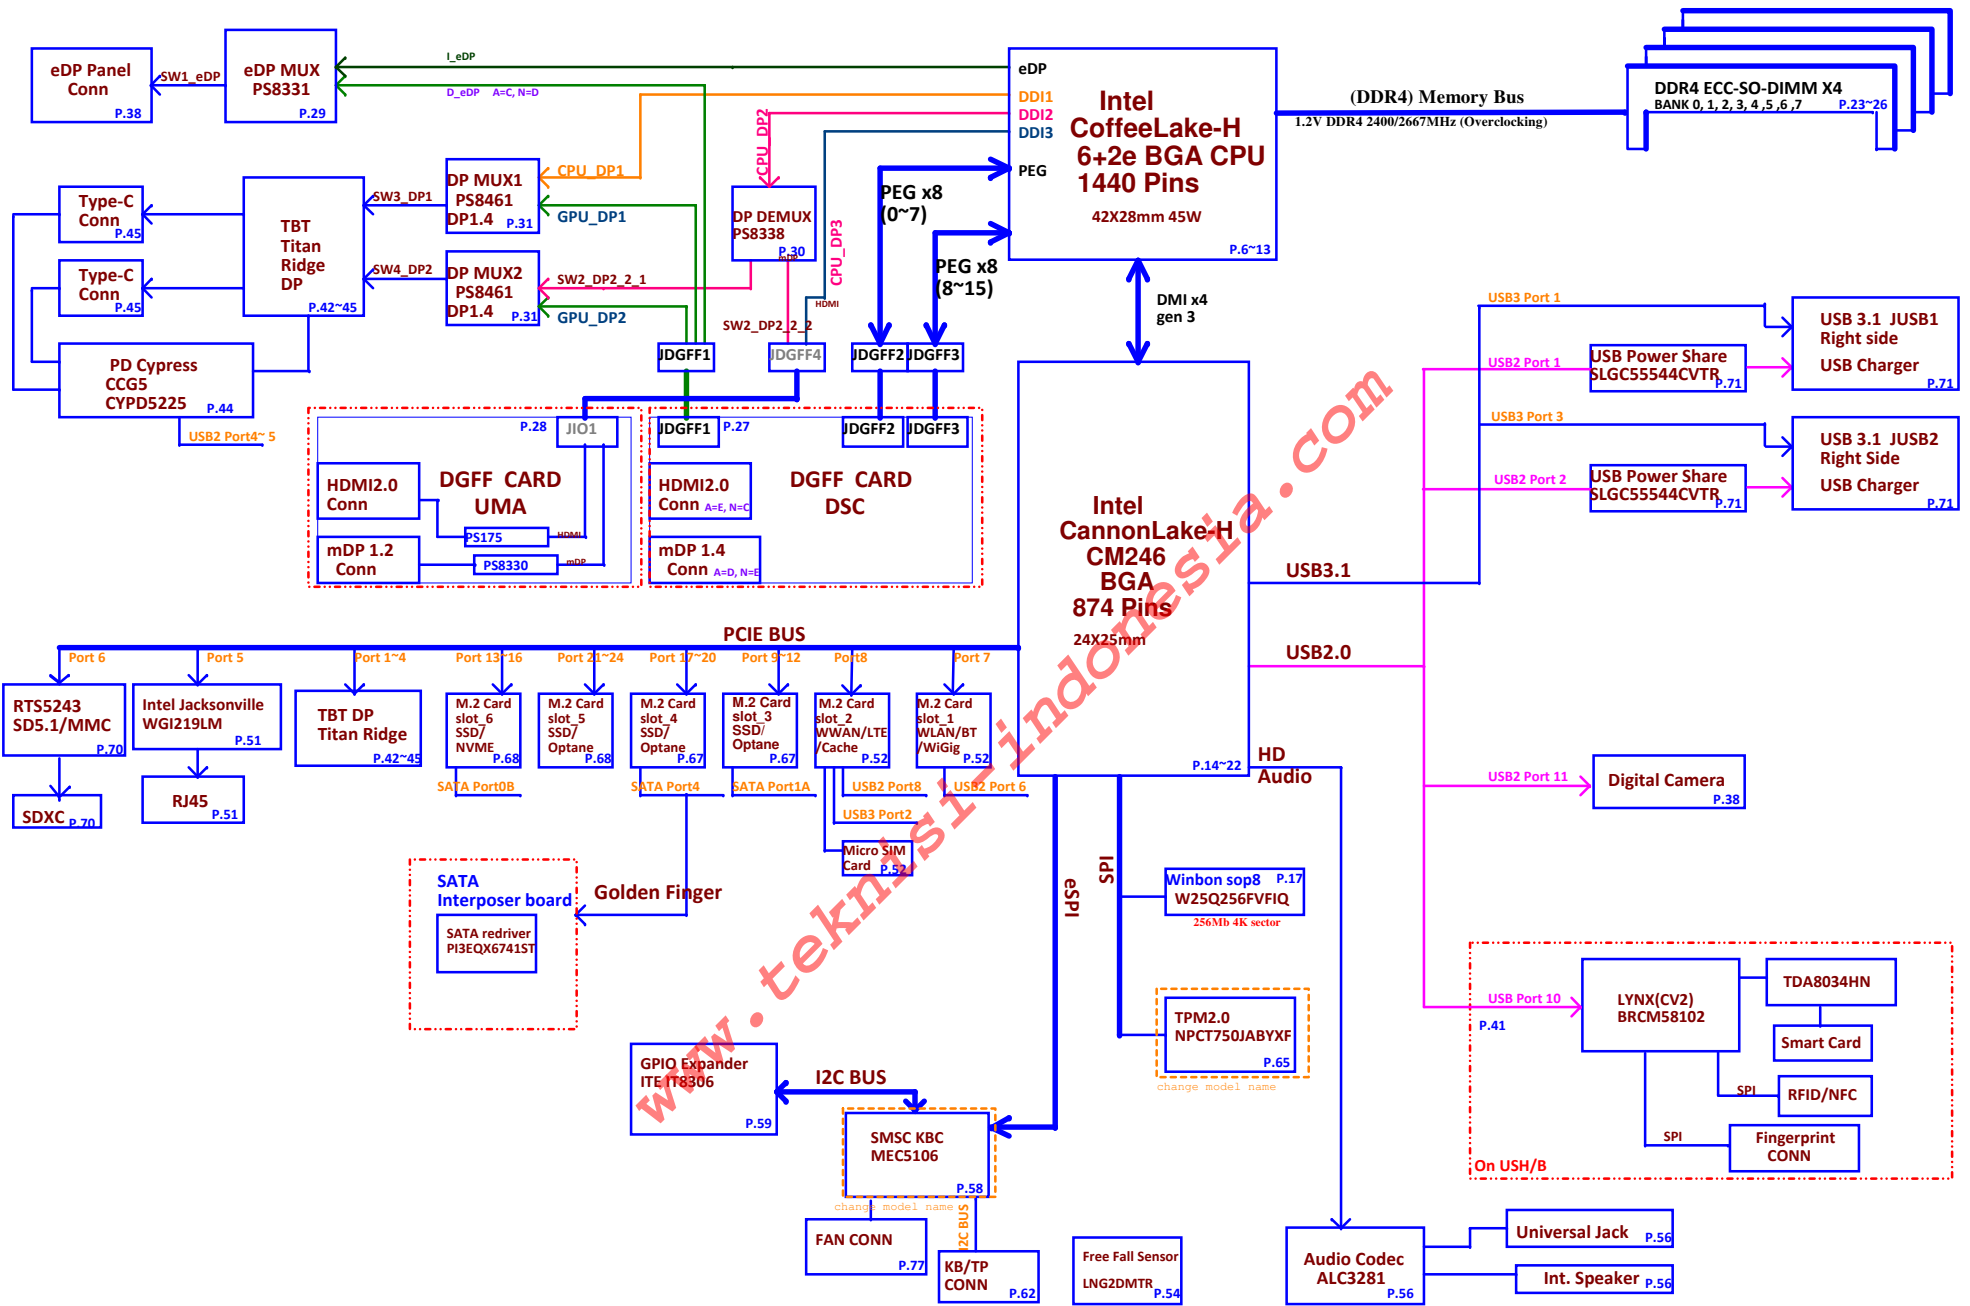 eDP Panel
Conn
P.38
SW1_eDP
eDP MUX
PS8331
P.29
I_eDP
D_eDP A=C, N=D
eDP
DDI1
DDI2
DDI3
PEG
Intel
CoffeeLake-H
6+2e BGA CPU
1440 Pins
42X28mm 45W
P.6~13
(DDR4) Memory Bus
1.2V DDR4 2400/2667MHz (Overclocking)
DDR4 ECC-SO-DIMM X4
BANK 0, 1, 2, 3, 4 ,5 ,6 ,7
P.23~26
Type-C
Conn
P.45
Type-C
Conn
P.45
TBT
Titan
Ridge
DP
P.42~45
SW3_DP1
SW4_DP2
DP MUX1
PS8461
DP1.4
P.31
DP MUX2
PS8461
DP1.4
P.31
CPU_DP1
GPU_DP1
SW2_DP2_2_1
GPU_DP2
CPU_DP2
DP DEMUX
PS8338
P.30
mDP
CPU_DP3
HDMI
SW2_DP2_2_2
PEG x8
(0~7)
PEG x8
(8~15)
DMI x4
gen 3
PD Cypress
CCG5
CYPD5225
P.44
USB2 Port4~ 5
JDGFF1
JDGFF4
JDGFF2
JDGFF3
P.28
JIO1
DGFF CARD
UMA
HDMI2.0
Conn
PS175
HDMI
mDP 1.2
Conn
PS8330
mDP
JDGFF1
P.27
JDGFF2
JDGFF3
DGFF CARD
DSC
HDMI2.0
Conn A=E, N=C
mDP 1.4
Conn A=D, N=E
Intel
CannonLake-H
CM246
BGA
874 Pins
24X25mm
P.14~22
USB3 Port 1
USB2 Port 1
USB Power Share
SLGC55544CVTR
P.71
USB 3.1 JUSB1
Right side
USB Charger
P.71
USB3 Port 3
USB2 Port 2
USB Power Share
SLGC55544CVTR
P.71
USB 3.1 JUSB2
Right Side
USB Charger
P.71
USB3.1
USB2.0
PCIE BUS
Port 6
Port 5
Port 1~4
Port 13~16
Port 21~24
Port 17~20
Port 9~12
Port8
Port 7
RTS5243
SD5.1/MMC
P.70
SDXC
P.70
Intel Jacksonville
WGI219LM
P.51
RJ45
P.51
TBT DP
Titan Ridge
P.42~45
M.2 Card
slot_6
SSD/
NVME
P.68
SATA Port0B
M.2 Card
slot_5
SSD/
Optane
P.68
M.2 Card
slot_4
SSD/
Optane
P.67
SATA Port4
M.2 Card
slot_3
SSD/
Optane
P.67
SATA Port1A
M.2 Card
slot_2
WWAN/LTE
/Cache
P.52
USB2 Port8
USB3 Port2
Micro SIM
Card
P.52
M.2 Card
slot_1
WLAN/BT
/WiGig
P.52
USB2 Port 6
HD
Audio
USB2 Port 11
Digital Camera
P.38
SATA
Interposer board
SATA redriver
PI3EQX6741ST
Golden Finger
eSPI
SPI
Winbon sop8 P.17
W25Q256FVFIQ
256Mb 4K sector
TPM2.0
NPCT750JABYXF
P.65
change model name
USB Port 10
P.41
LYNX(CV2)
BRCM58102
TDA8034HN
Smart Card
SPI
RFID/NFC
SPI
Fingerprint
CONN
On USH/B
GPIO Expander
ITE IT8306
P.59
I2C BUS
SMSC KBC
MEC5106
P.58
change model name
FAN CONN
P.77
I2C BUS
KB/TP
CONN
P.62
Free Fall Sensor
LNG2DMTR
P.54
Audio Codec
ALC3281
P.56
Universal Jack
P.56
Int. Speaker
P.56
www.teknisi-indonesia.com